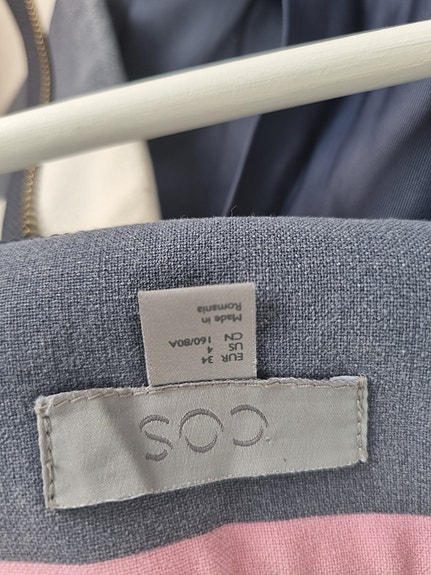 COS
EUR 34
US 4
CN 160/80A
Made in
Romania